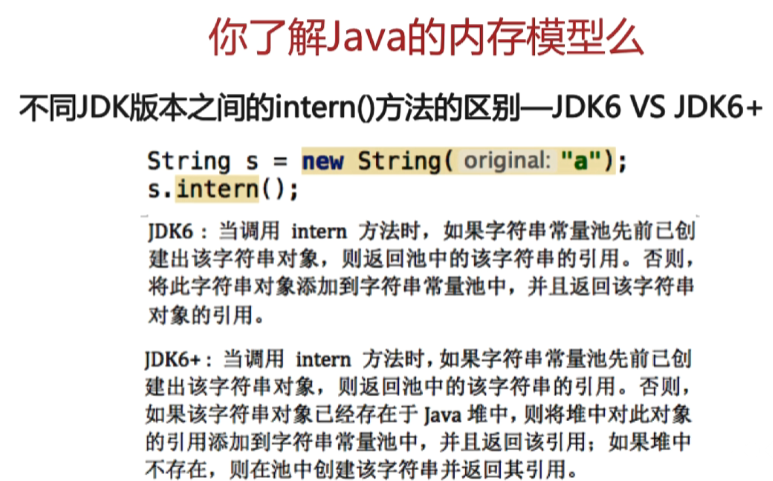 你了解Java的内存模型么
不同JDK版本之间的intern()方法的区别—JDK6 VS JDK6+
String s = new String( original: "a");
s.intern();
JDK6：当调用 intern 方法时，如果字符串常量池先前已创
建出该字符串对象，则返回池中的该字符串的引用。否则，
将此字符串对象添加到字符串常量池中，并且返回该字符串
对象的引用。
JDK6+：当调用 intern 方法时，如果字符串常量池先前已创
建出该字符串对象，则返回池中的该字符串的引用。否则，
如果该字符串对象已经存在于 Java 堆中，则将堆中对此对象
的引用添加到字符串常量池中，并且返回该引用；如果堆中
不存在，则在池中创建该字符串并返回其引用。